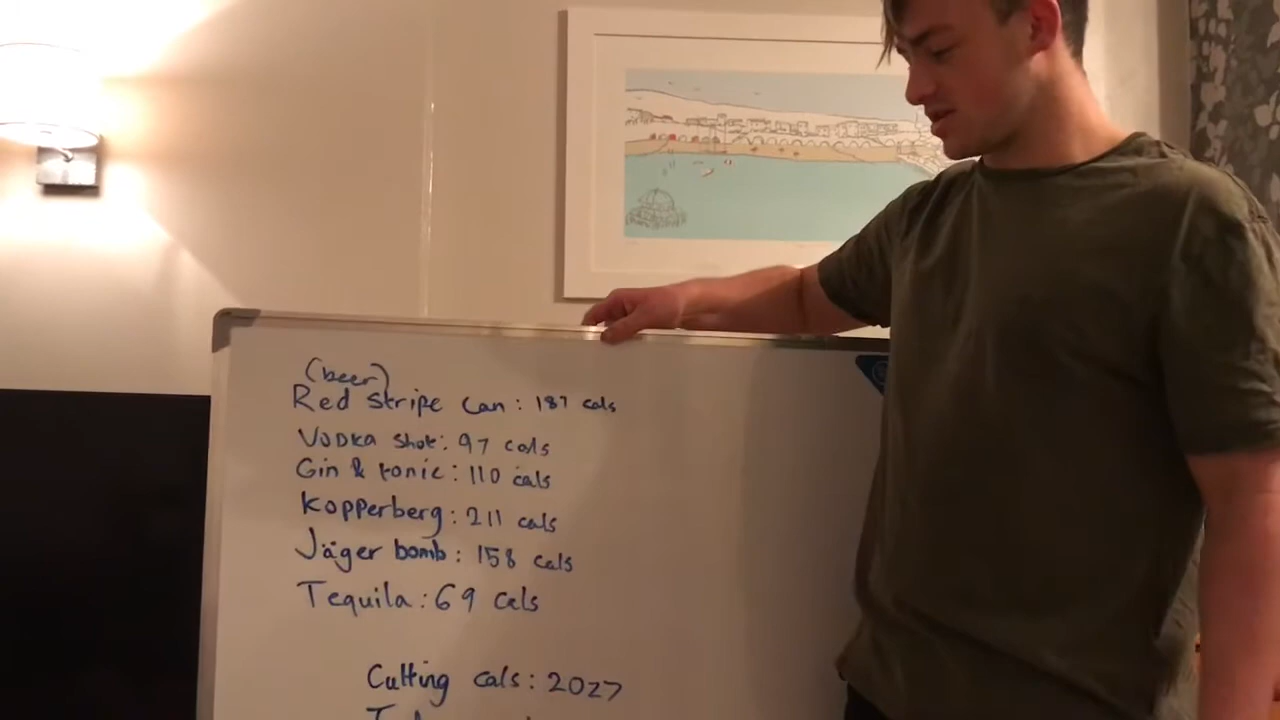 (beer)
Red Stripe can: 187 cals
Vodka shot: 97 cals
Gin & tonic: 110 cals
Kopperberg: 211 cals
Jäger bomb: 158 cals
Tequila: 69 cals
Cutting cals: 2027